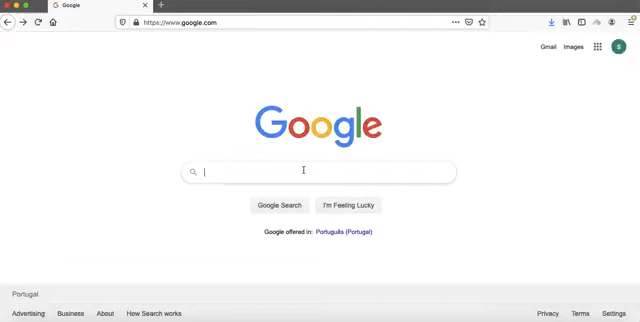 Google
https://www.google.com
Gmail Images S
Google
Google Search I'm Feeling Lucky
Google offered in: Português (Portugal)
Portugal
Advertising Business About How Search works Privacy Terms Settings